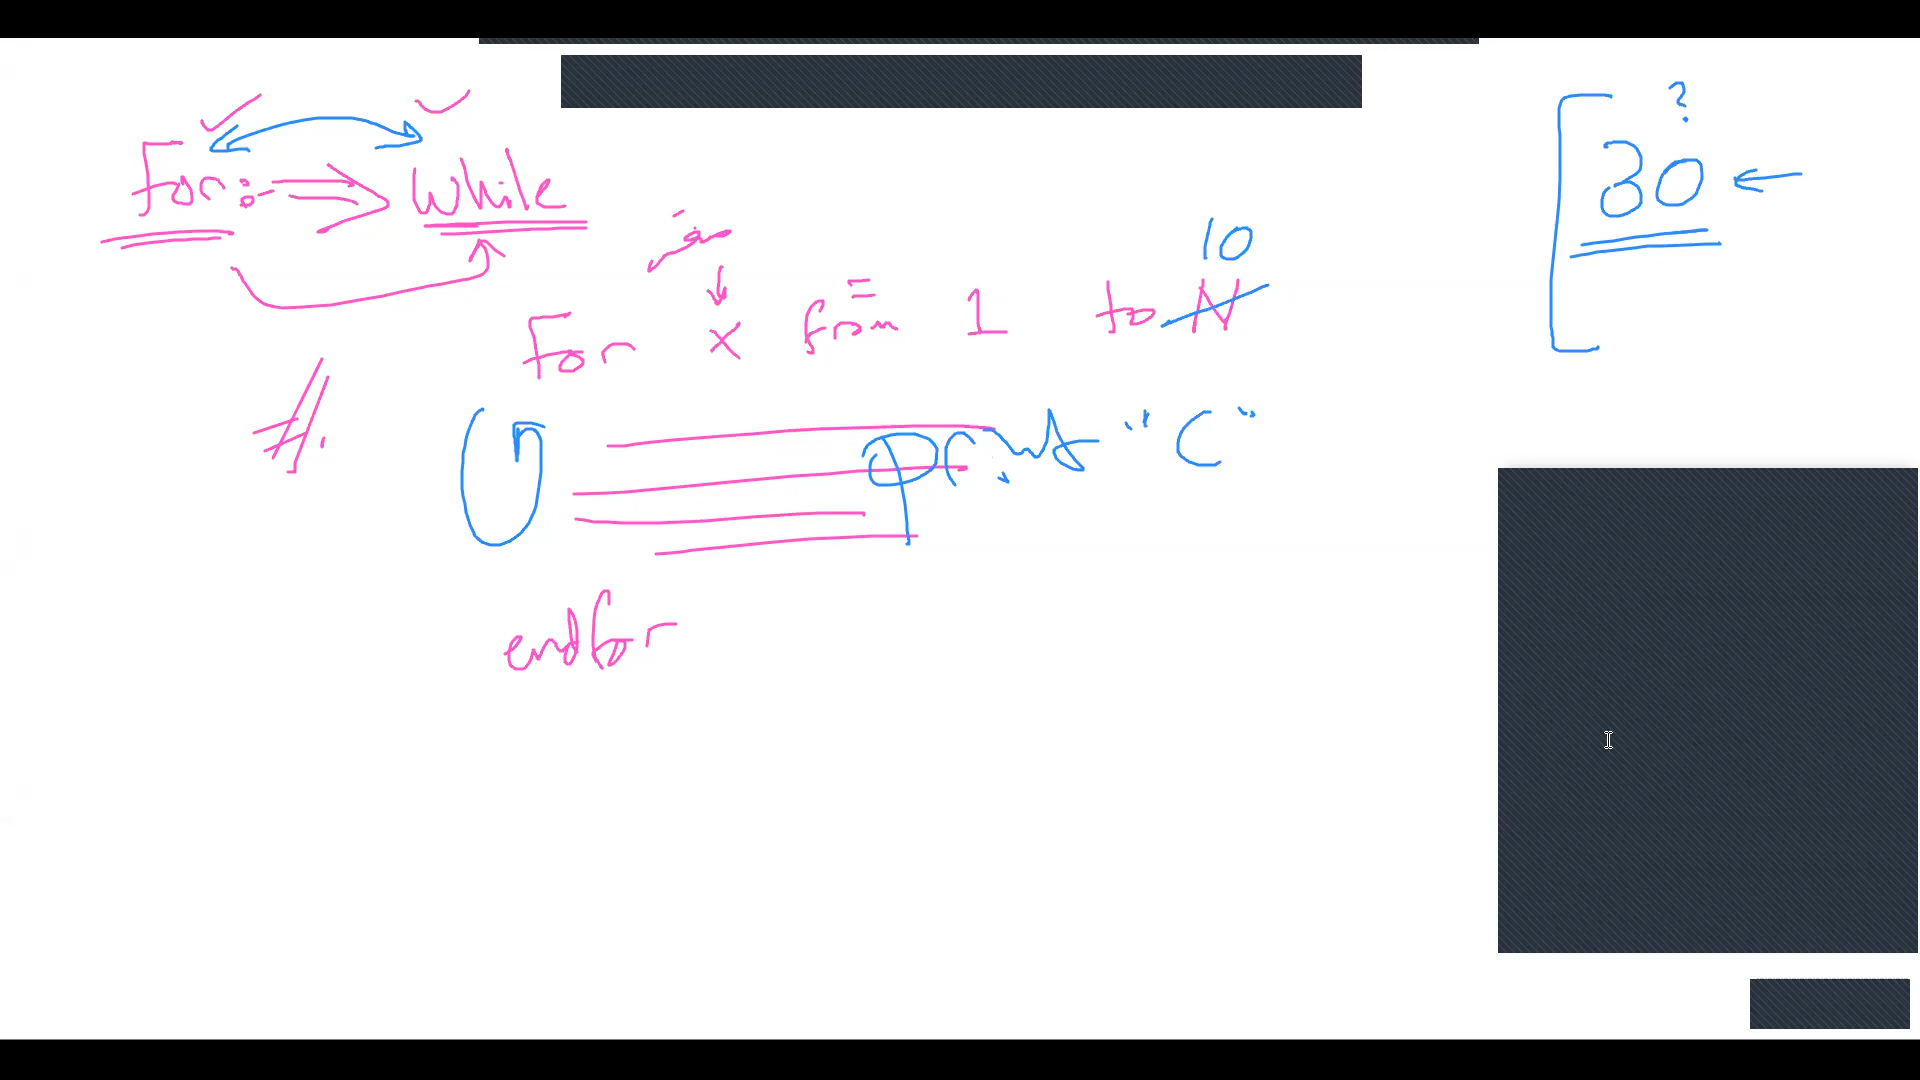 For: => While
?
30 ←
10
For x from = 1 to N
print "C"
endfor